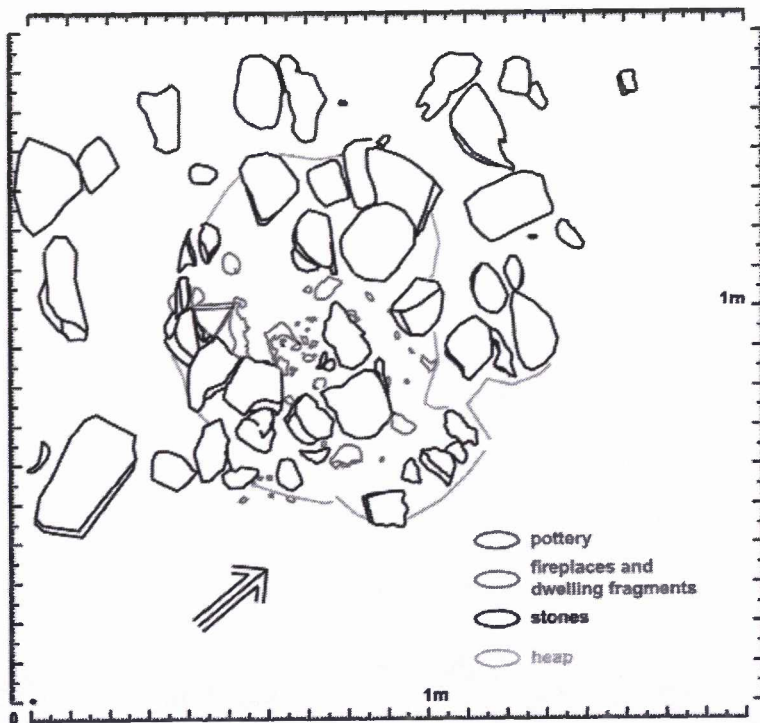 1m
pottery
fireplaces and
dwelling fragments
stones
heap
1m
0